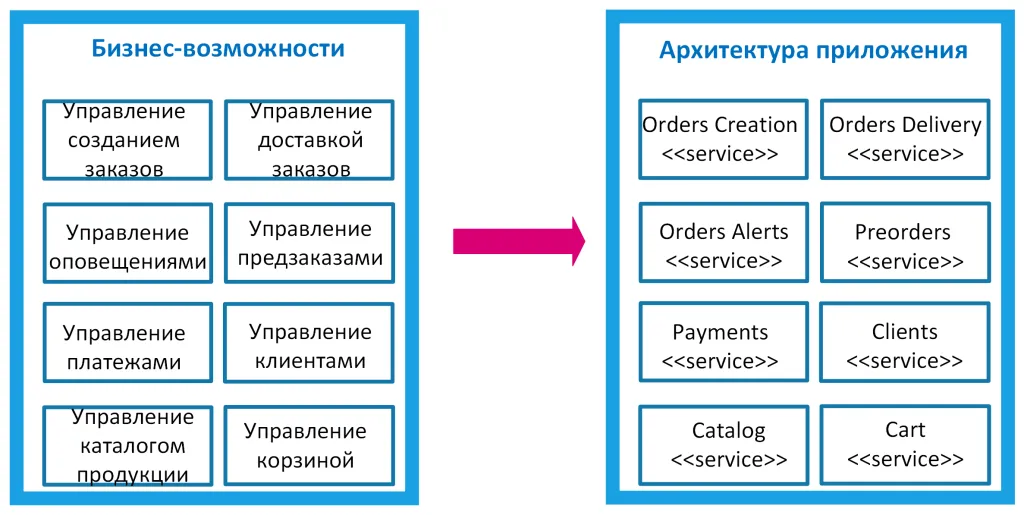 Бизнес-возможности
Управление
созданием
заказов
Управление
доставкой
заказов
Управление
оповещениями
Управление
предзаказами
Управление
платежами
Управление
клиентами
Управление
каталогом
продукции
Управление
корзиной
Архитектура приложения
Orders Creation
<<service>>
Orders Delivery
<<service>>
Orders Alerts
<<service>>
Preorders
<<service>>
Payments
<<service>>
Clients
<<service>>
Catalog
<<service>>
Cart
<<service>>